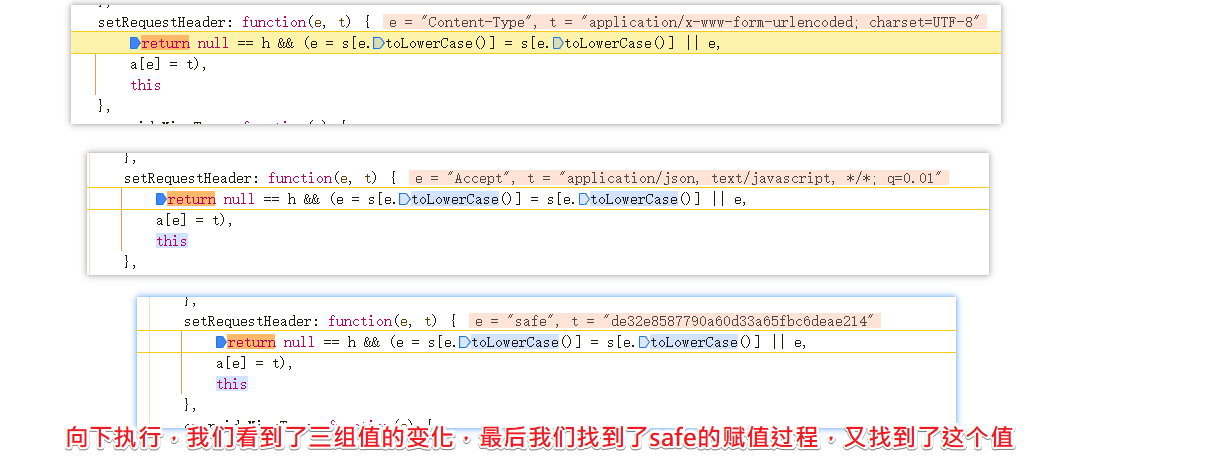 },
setRequestHeader: function(e, t) { e = "Content-Type", t = "application/x-www-form-urlencoded; charset=UTF-8"
return null == h && (e = s[e.toLowerCase()] = s[e.toLowerCase()] || e,
a[e] = t),
this
},
},
setRequestHeader: function(e, t) { e = "Accept", t = "application/json, text/javascript, */*; q=0.01"
return null == h && (e = s[e.toLowerCase()] = s[e.toLowerCase()] || e,
a[e] = t),
this
},
},
setRequestHeader: function(e, t) { e = "safe", t = "de32e8587790a60d33a65fbc6deae214"
return null == h && (e = s[e.toLowerCase()] = s[e.toLowerCase()] || e,
a[e] = t),
this
},
向下执行，我们看到了三组值的变化，最后我们找到了safe的赋值过程，又找到了这个值